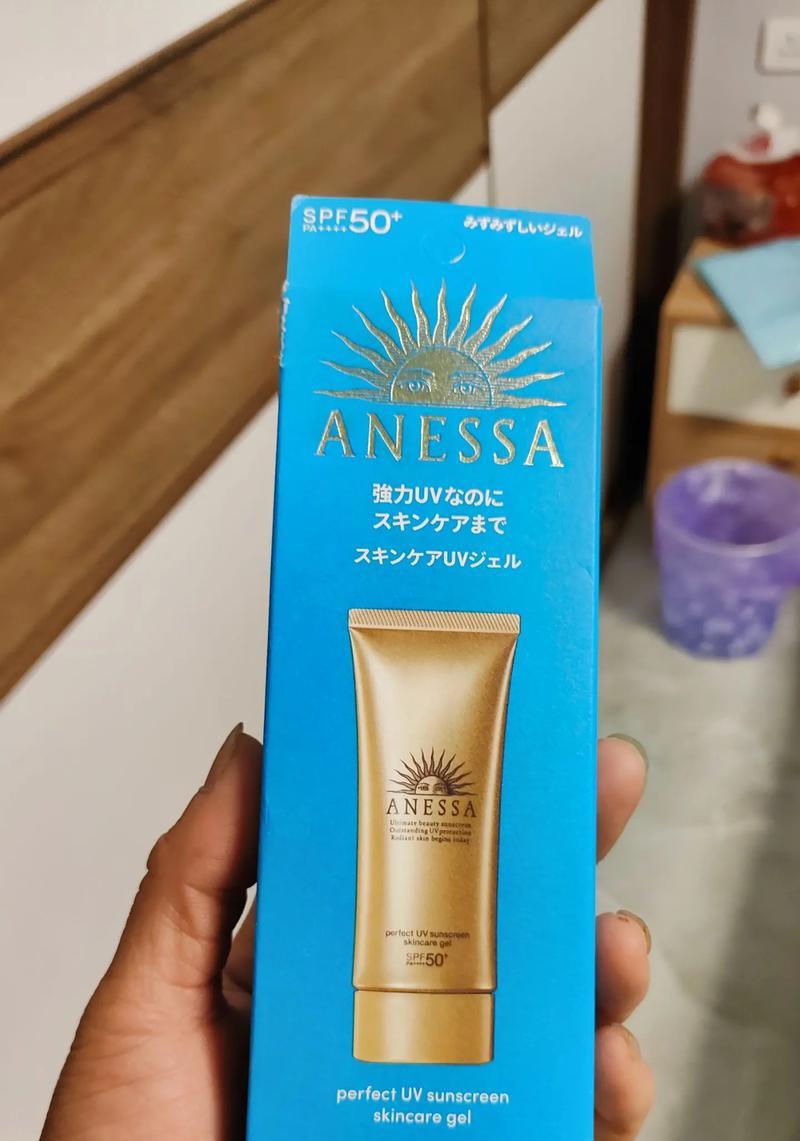 SPF50+
PA++++
みずみずしいジェル
ANESSA
強力UVなのに
スキンケアまで
スキンケアUVジェル
ANESSA
Ultimate beauty sunscreen
Outstanding UV protection
Radiant skin begins today.
perfect UV sunscreen
skincare gel
SPF50+
PA++++
perfect UV sunscreen
skincare gel